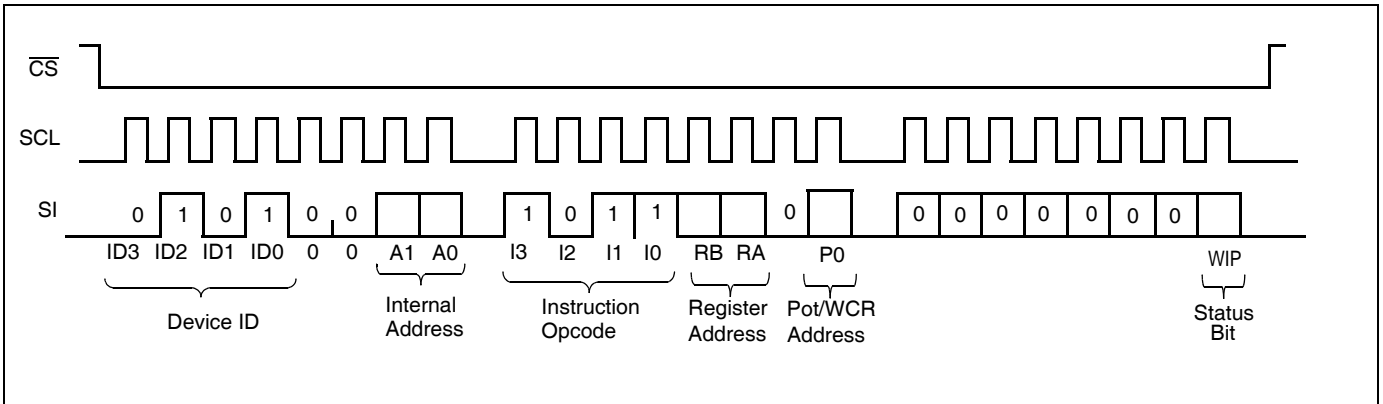 CS
SCL
SI
0 1 0 1 0 0 1 0 1 1 0 0 0 0 0 0 0 0
ID3 ID2 ID1 ID0 0 0 A1 A0 I3 I2 I1 I0 RB RA P0 WIP
Device ID
Internal
Address
Instruction
Opcode
Register
Address
Pot/WCR
Address
Status
Bit